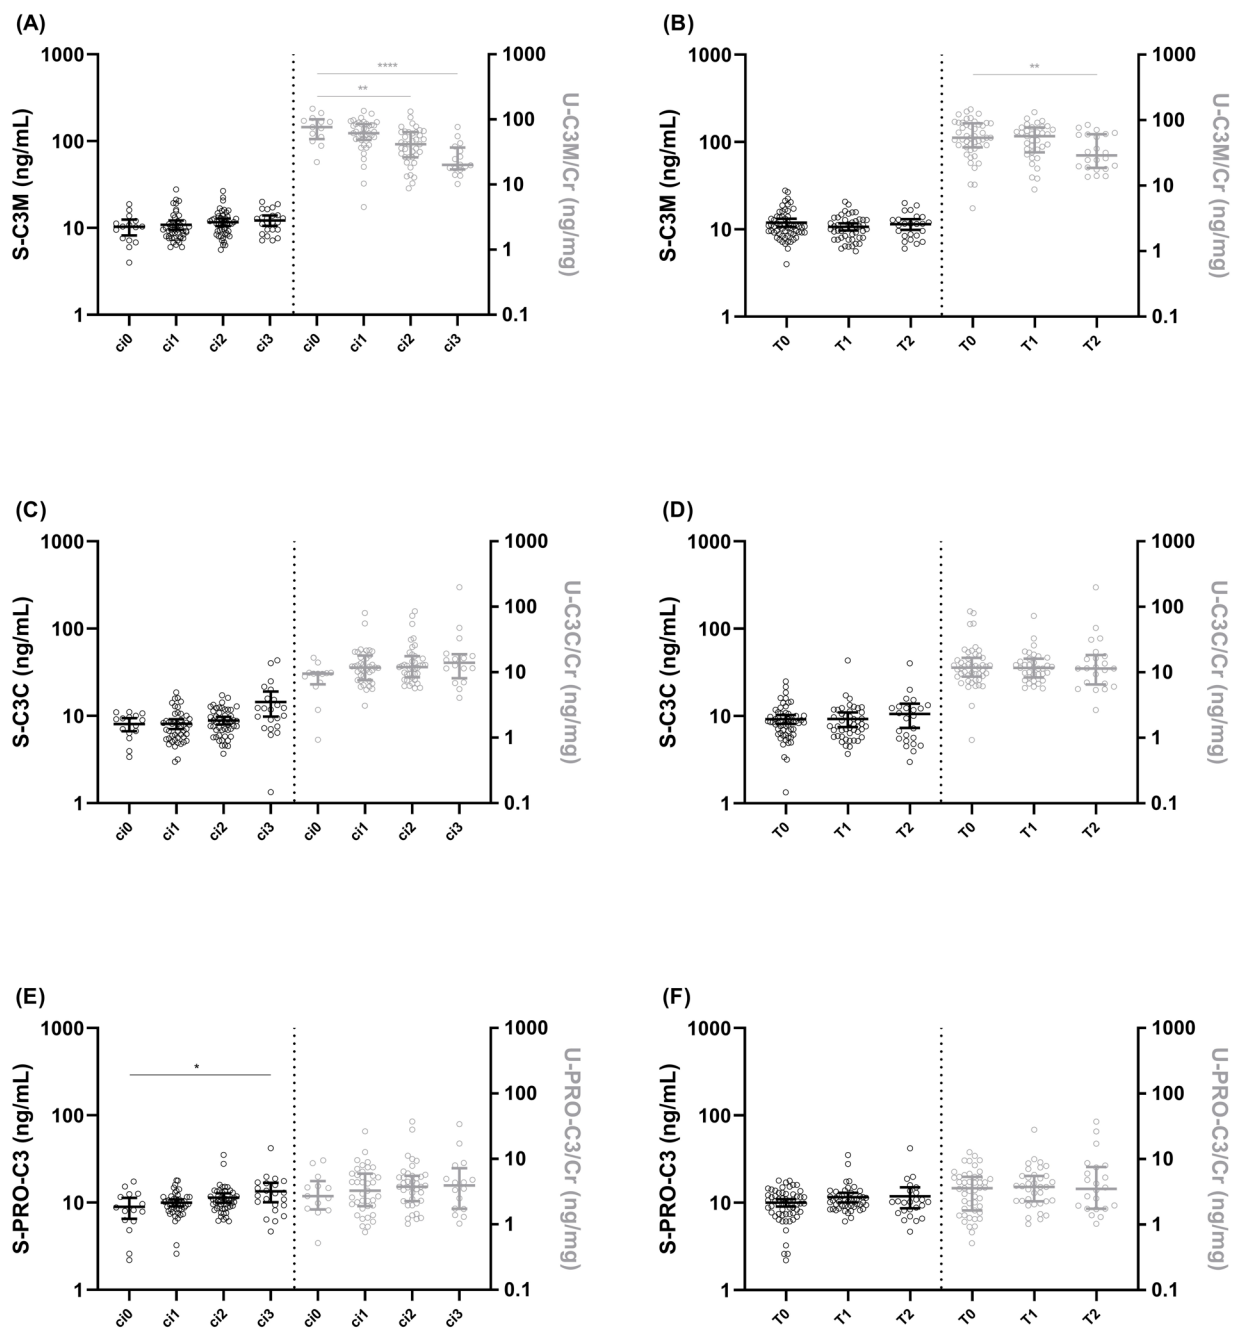 (A)
S-C3M (ng/mL)
1000
100
10
1
****
**
1000
100
10
1
0.1
U-C3M/Cr (ng/mg)
ci0 ci1 ci2 ci3 ci0 ci1 ci2 ci3
(B)
S-C3M (ng/mL)
1000
100
10
1
**
1000
100
10
1
0.1
U-C3M/Cr (ng/mg)
T0 T1 T2 T0 T1 T2
(C)
S-C3C (ng/mL)
1000
100
10
1
1000
100
10
1
0.1
U-C3C/Cr (ng/mg)
ci0 ci1 ci2 ci3 ci0 ci1 ci2 ci3
(D)
S-C3C (ng/mL)
1000
100
10
1
1000
100
10
1
0.1
U-C3C/Cr (ng/mg)
T0 T1 T2 T0 T1 T2
(E)
S-PRO-C3 (ng/mL)
1000
100
10
1
*
1000
100
10
1
0.1
U-PRO-C3/Cr (ng/mg)
ci0 ci1 ci2 ci3 ci0 ci1 ci2 ci3
(F)
S-PRO-C3 (ng/mL)
1000
100
10
1
1000
100
10
1
0.1
U-PRO-C3/Cr (ng/mg)
T0 T1 T2 T0 T1 T2